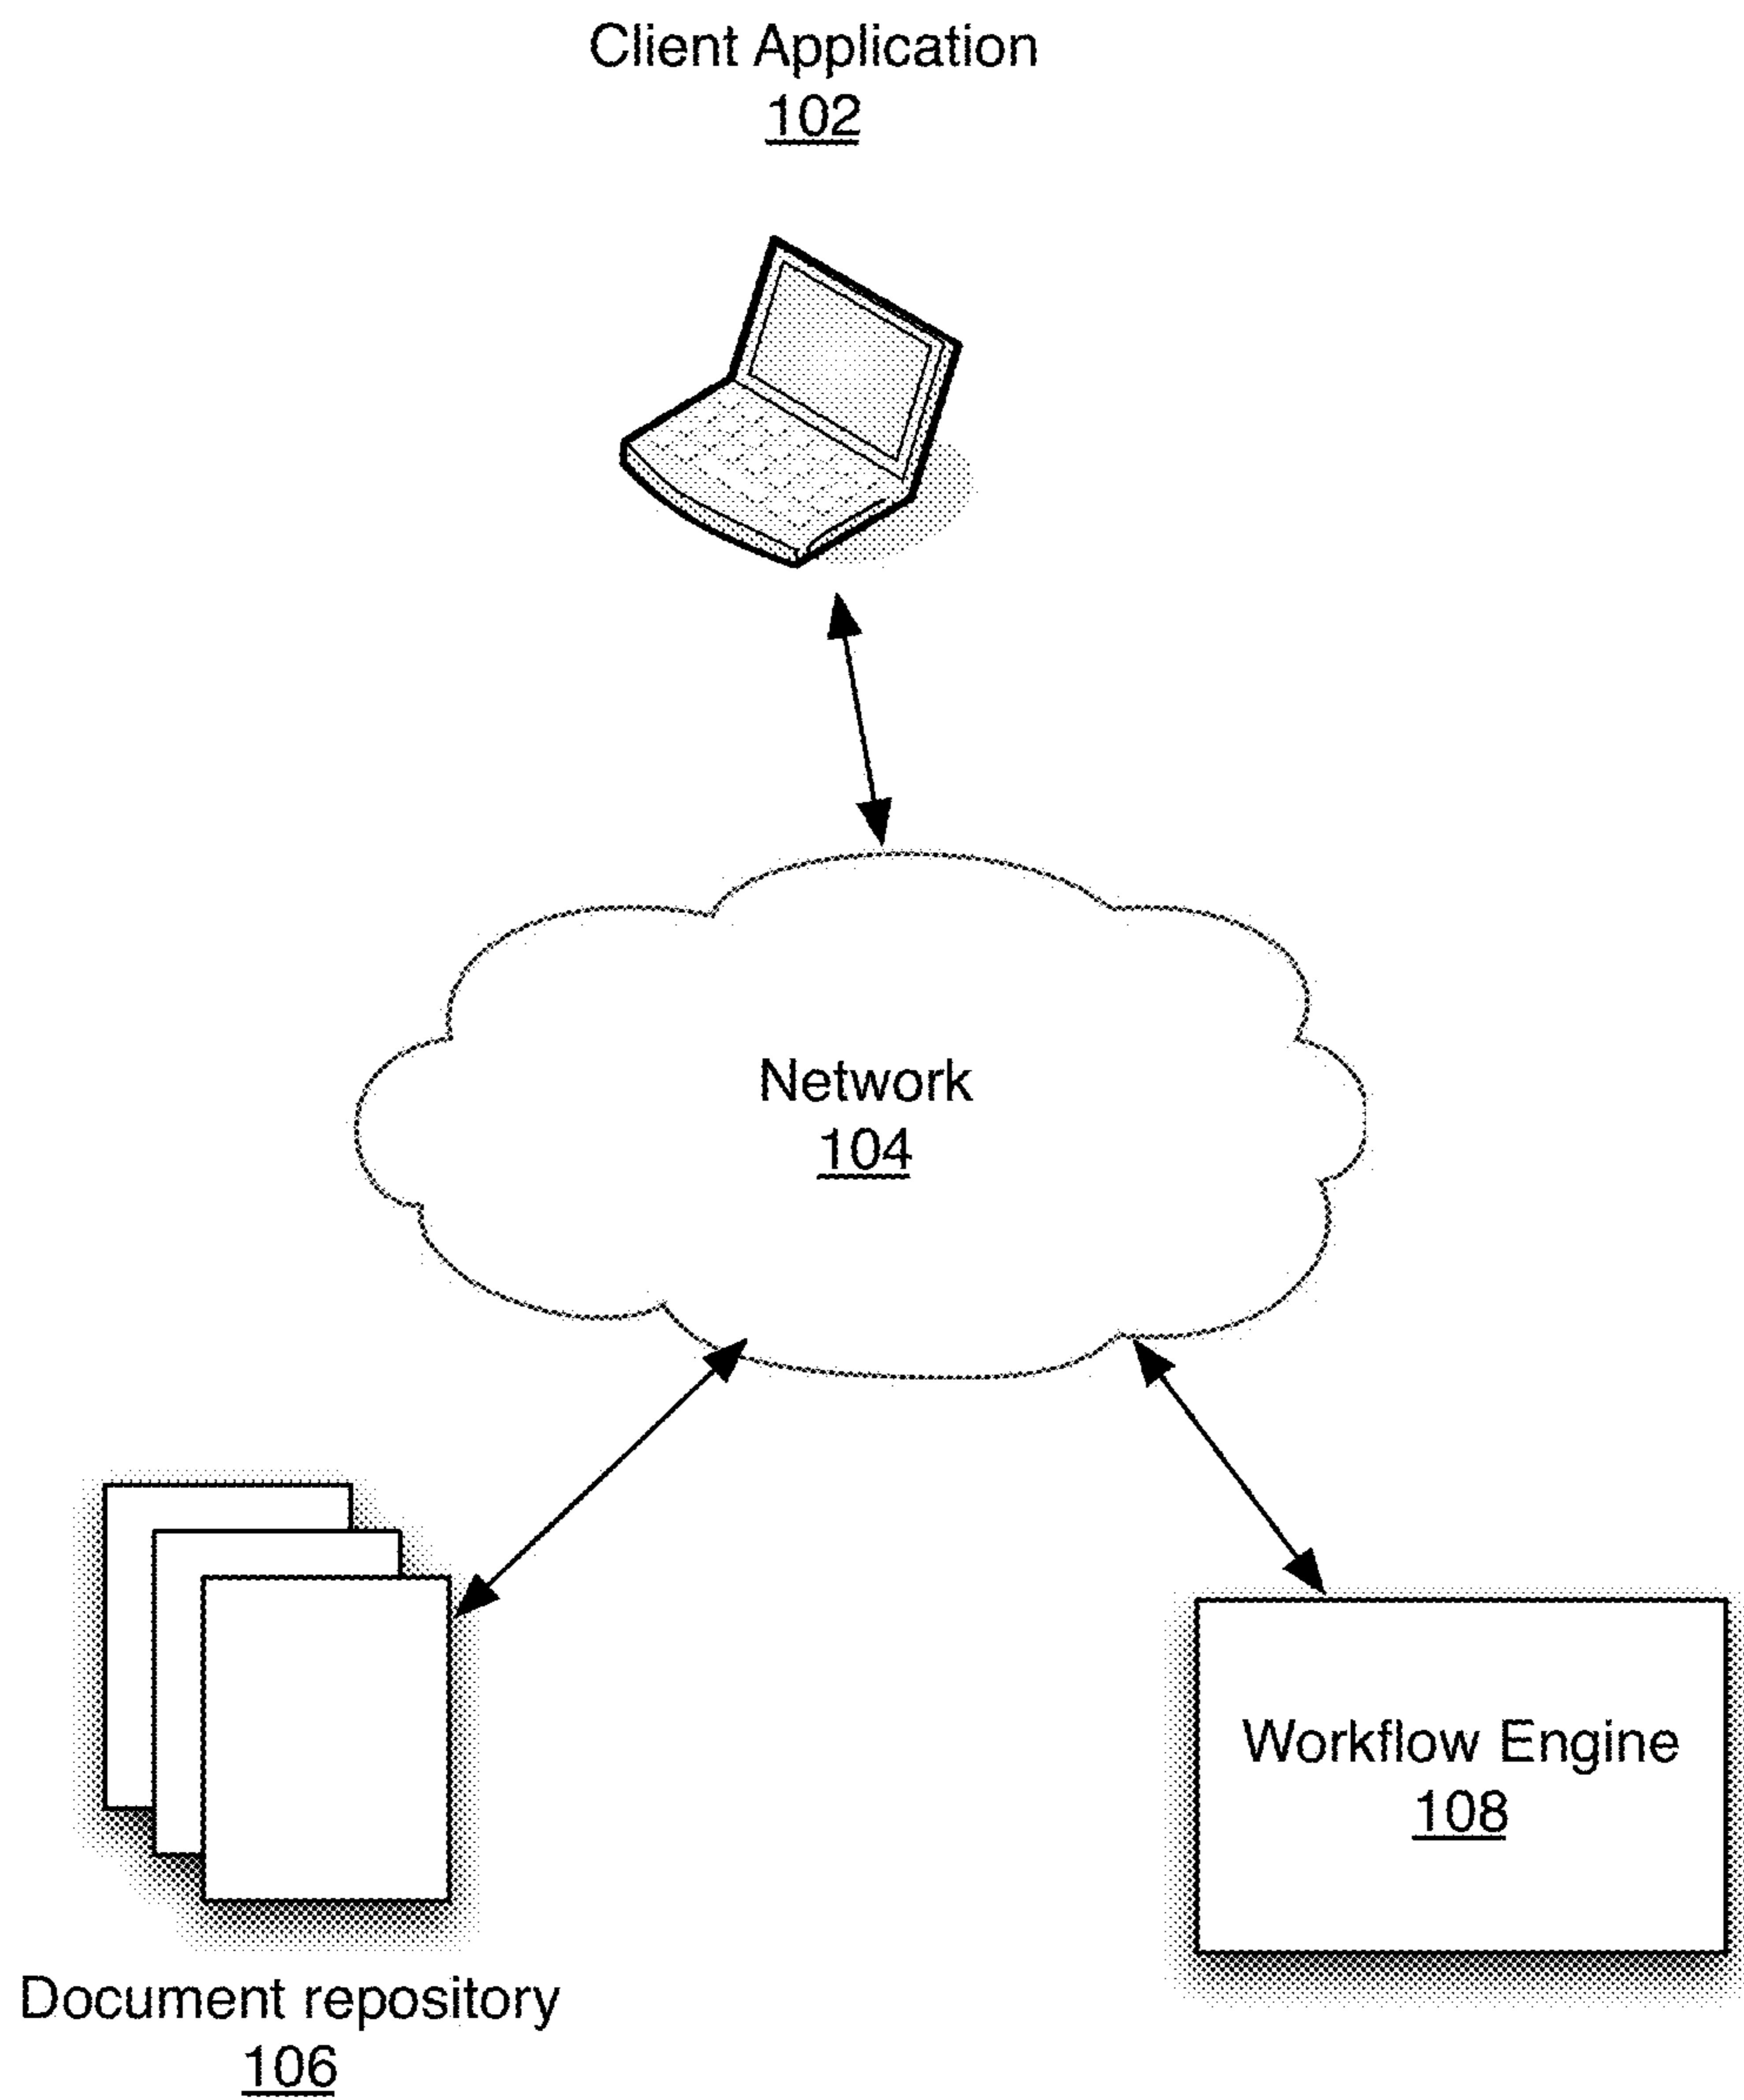 Client Application
102
Network
104
Workflow Engine
108
Document repository
106